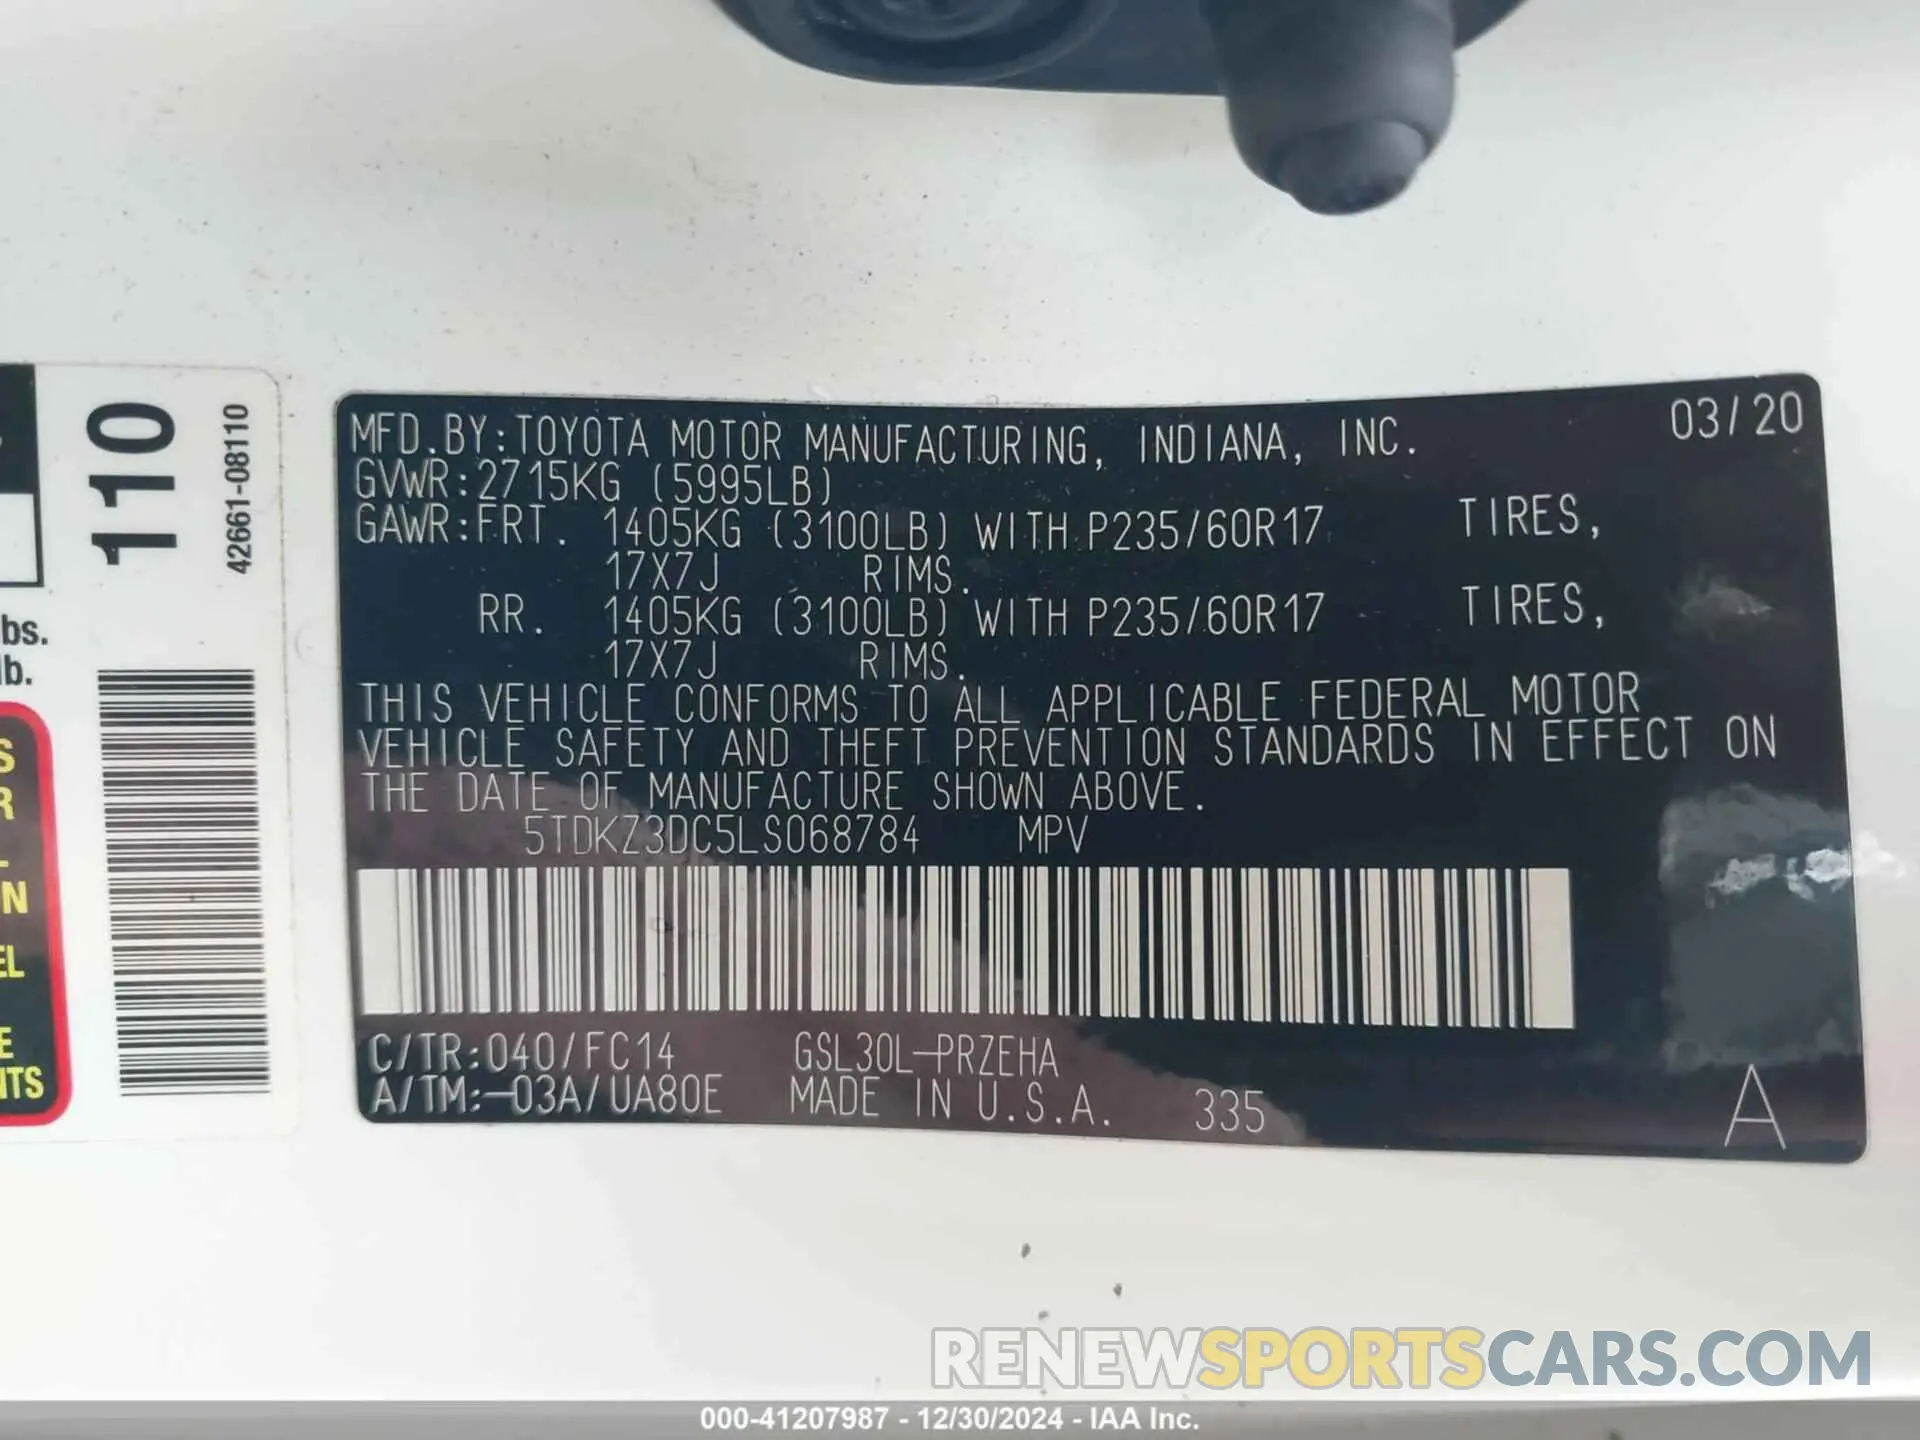 110
42661-08110
bs.
lb.
S
R
L
N
EL
E
NTS
MFD.BY:TOYOTA MOTOR MANUFACTURING, INDIANA, INC. 03/20
GVWR:2715KG (5995LB)
GAWR:FRT. 1405KG (3100LB) WITH P235/60R17 TIRES,
17X7J RIMS.
RR. 1405KG (3100LB) WITH P235/60R17 TIRES,
17X7J RIMS.
THIS VEHICLE CONFORMS TO ALL APPLICABLE FEDERAL MOTOR
VEHICLE SAFETY AND THEFT PREVENTION STANDARDS IN EFFECT ON
THE DATE OF MANUFACTURE SHOWN ABOVE.
5TDKZ3DC5LS068784 MPV
C/TR:040/FC14 GSL30L-PRZEHA
A/TM:-03A/UA80E MADE IN U.S.A. 335 A
RENEWSPORTSCARS.COM
000-41207987 - 12/30/2024 - IAA Inc.